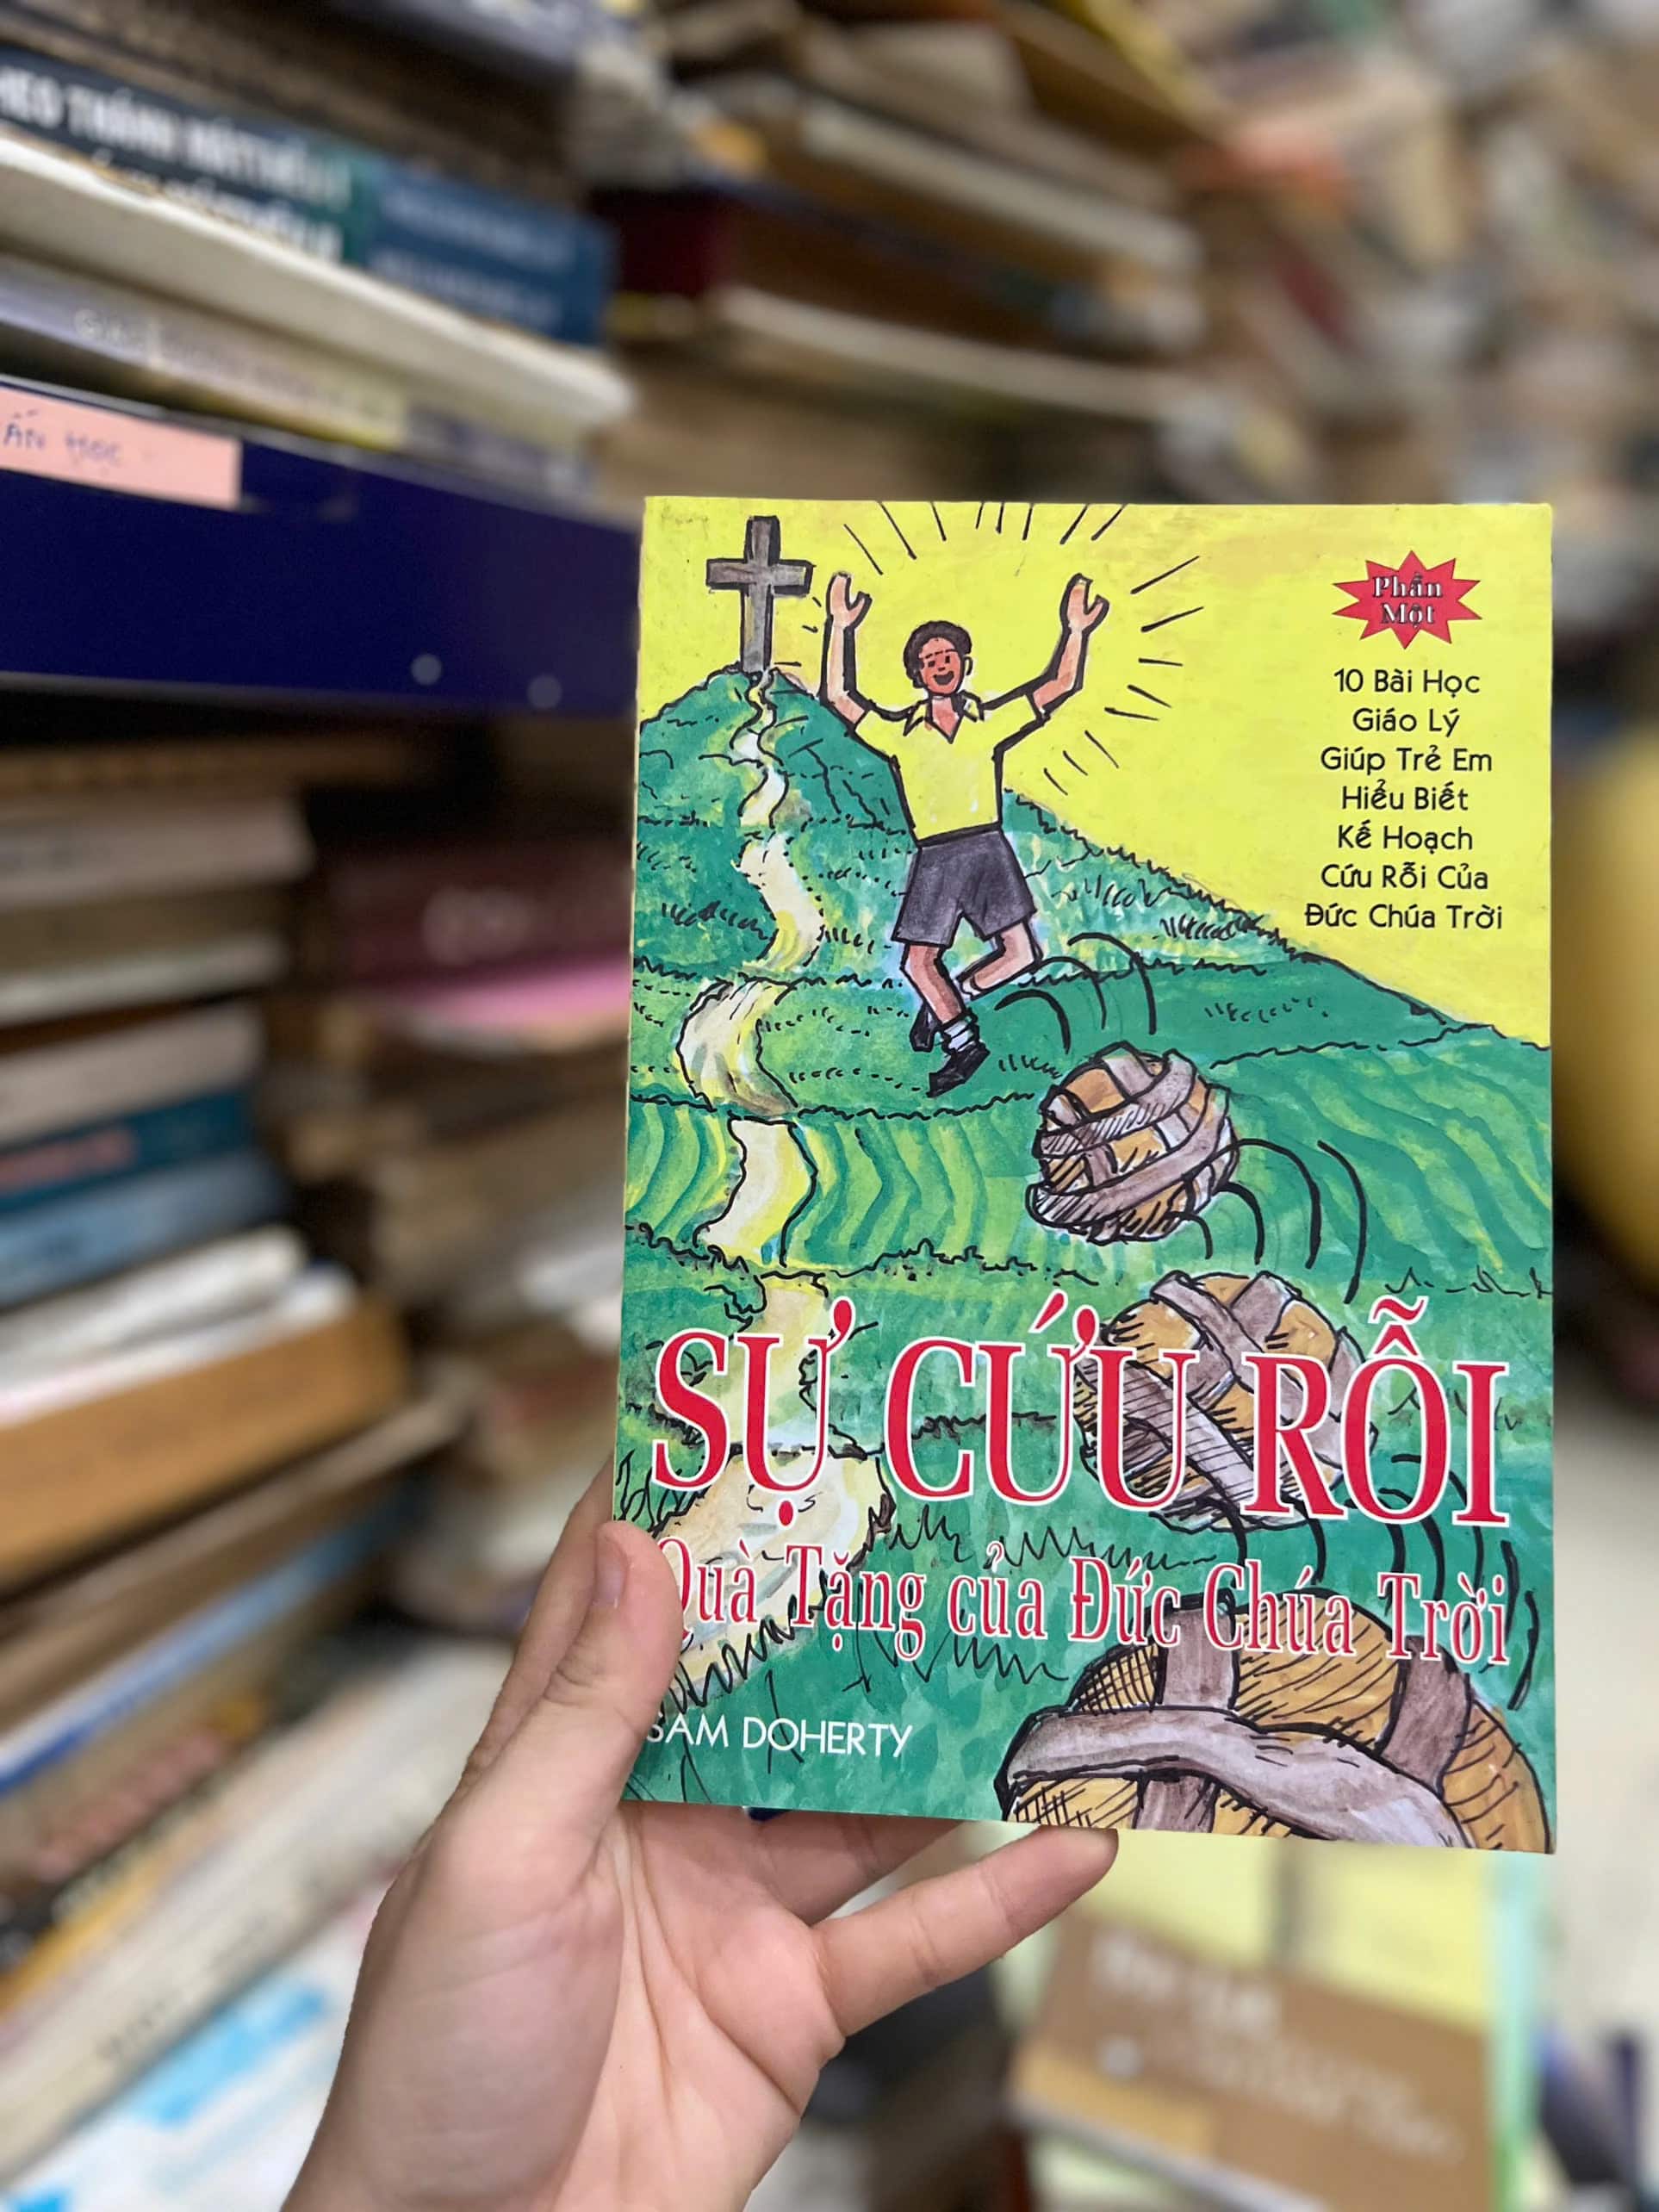 Phần
Một
10 Bài Học
Giáo Lý
Giúp Trẻ Em
Hiểu Biết
Kế Hoạch
Cứu Rỗi Của
Đức Chúa Trời
SỰ CỨU RỖI
Quà Tặng của Đức Chúa Trời
SAM DOHERTY